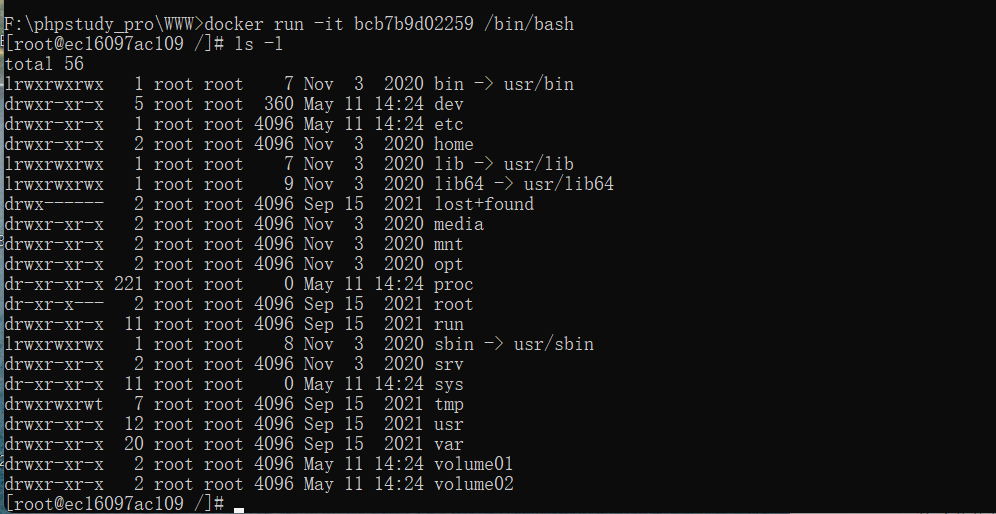 F:\phpstudy_pro\WWW>docker run -it bcb7b9d02259 /bin/bash
[root@ec16097ac109 /]# ls -l
total 56
lrwxrwxrwx   1 root root    7 Nov  3  2020 bin -> usr/bin
drwxr-xr-x   5 root root  360 May 11 14:24 dev
drwxr-xr-x   1 root root 4096 May 11 14:24 etc
drwxr-xr-x   2 root root 4096 Nov  3  2020 home
lrwxrwxrwx   1 root root    7 Nov  3  2020 lib -> usr/lib
lrwxrwxrwx   1 root root    9 Nov  3  2020 lib64 -> usr/lib64
drwx------   2 root root 4096 Sep 15  2021 lost+found
drwxr-xr-x   2 root root 4096 Nov  3  2020 media
drwxr-xr-x   2 root root 4096 Nov  3  2020 mnt
drwxr-xr-x   2 root root 4096 Nov  3  2020 opt
dr-xr-xr-x 221 root root    0 May 11 14:24 proc
dr-xr-x---   2 root root 4096 Sep 15  2021 root
drwxr-xr-x  11 root root 4096 Sep 15  2021 run
lrwxrwxrwx   1 root root    8 Nov  3  2020 sbin -> usr/sbin
drwxr-xr-x   2 root root 4096 Nov  3  2020 srv
dr-xr-xr-x  11 root root    0 May 11 14:24 sys
drwxrwxrwt   7 root root 4096 Sep 15  2021 tmp
drwxr-xr-x  12 root root 4096 Sep 15  2021 usr
drwxr-xr-x  20 root root 4096 Sep 15  2021 var
drwxr-xr-x   2 root root 4096 May 11 14:24 volume01
drwxr-xr-x   2 root root 4096 May 11 14:24 volume02
[root@ec16097ac109 /]#